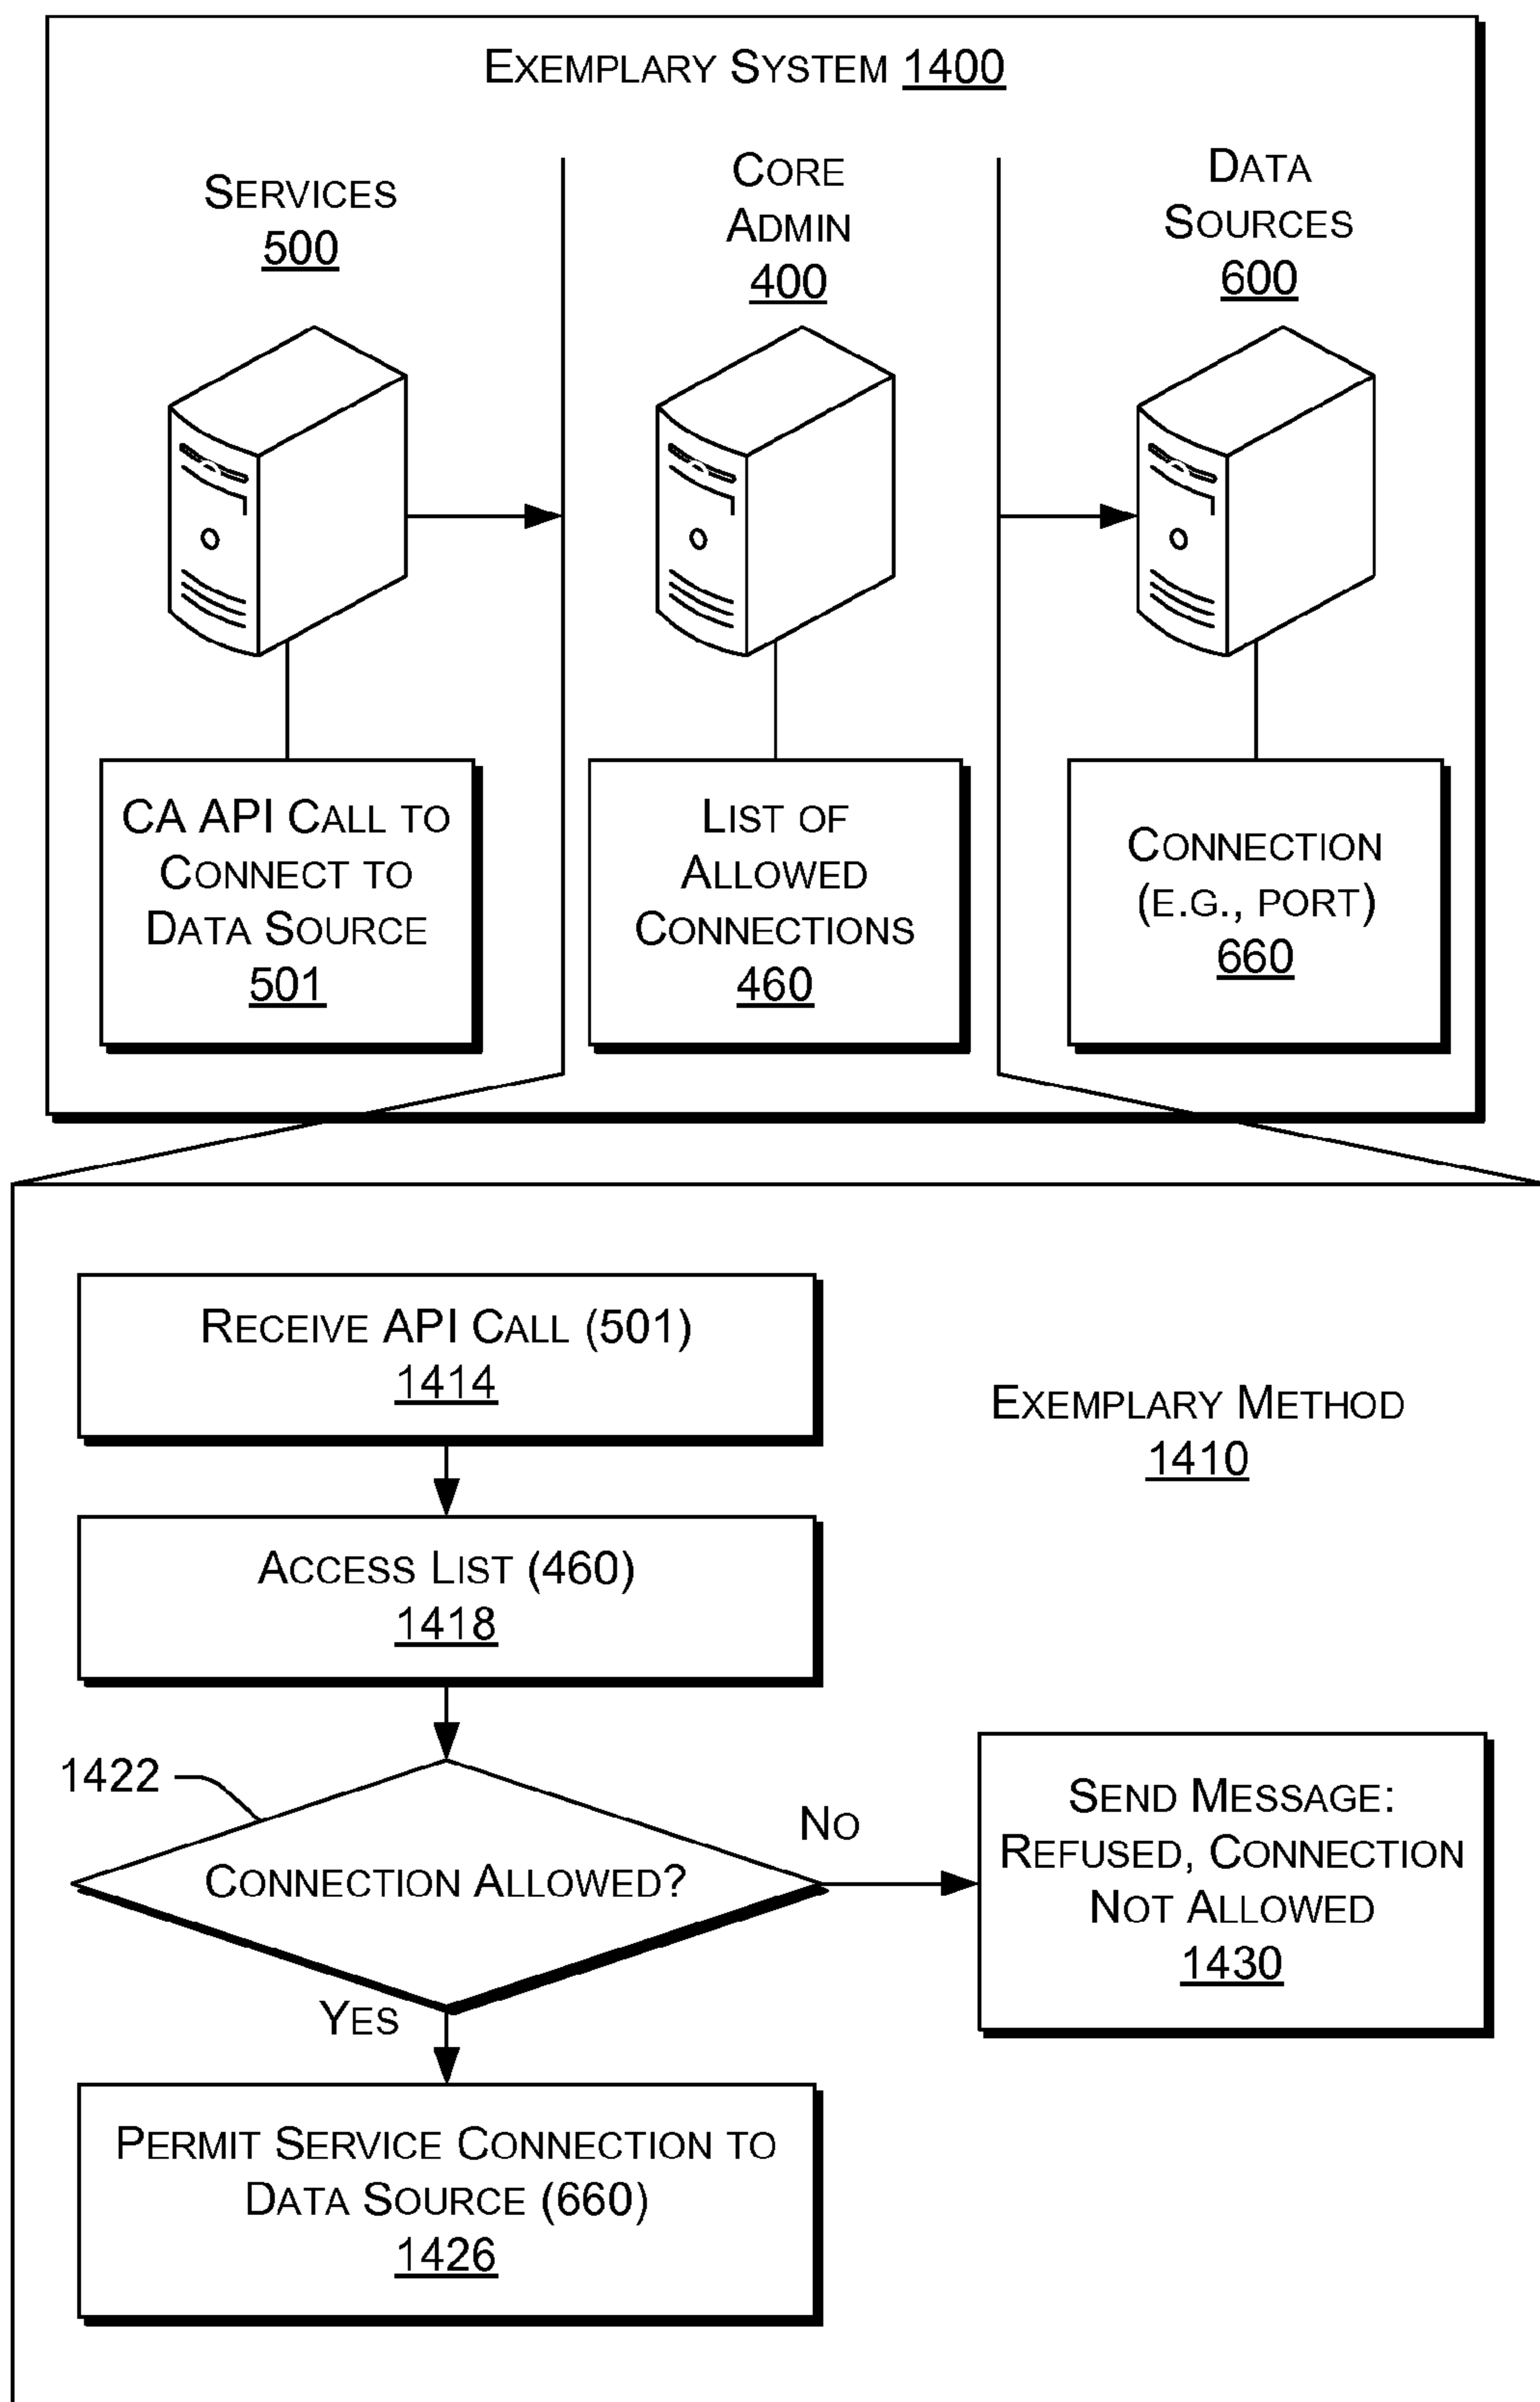 EXEMPLARY SYSTEM 1400
SERVICES
500
CORE
ADMIN
400
DATA
SOURCES
600
CA API CALL TO
CONNECT TO
DATA SOURCE
501
LIST OF
ALLOWED
CONNECTIONS
460
CONNECTION
(E.G., PORT)
660
RECEIVE API CALL (501)
1414
EXEMPLARY METHOD
1410
ACCESS LIST (460)
1418
1422
CONNECTION ALLOWED?
NO
YES
SEND MESSAGE:
REFUSED, CONNECTION
NOT ALLOWED
1430
PERMIT SERVICE CONNECTION TO
DATA SOURCE (660)
1426